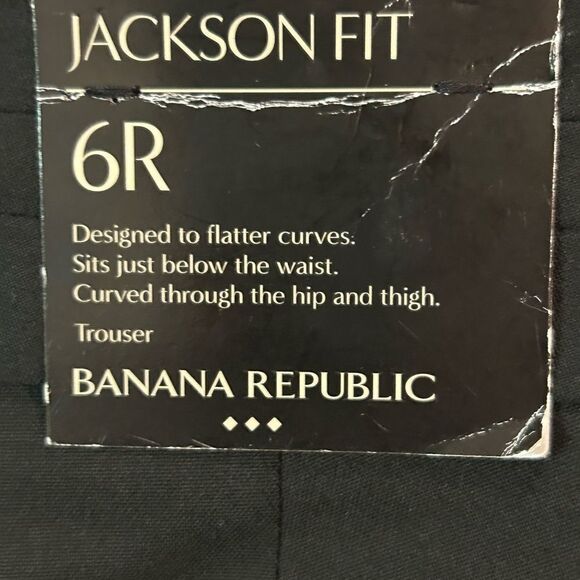 JACKSON FIT
6R
Designed to flatter curves.
Sits just below the waist.
Curved through the hip and thigh.
Trouser
BANANA REPUBLIC